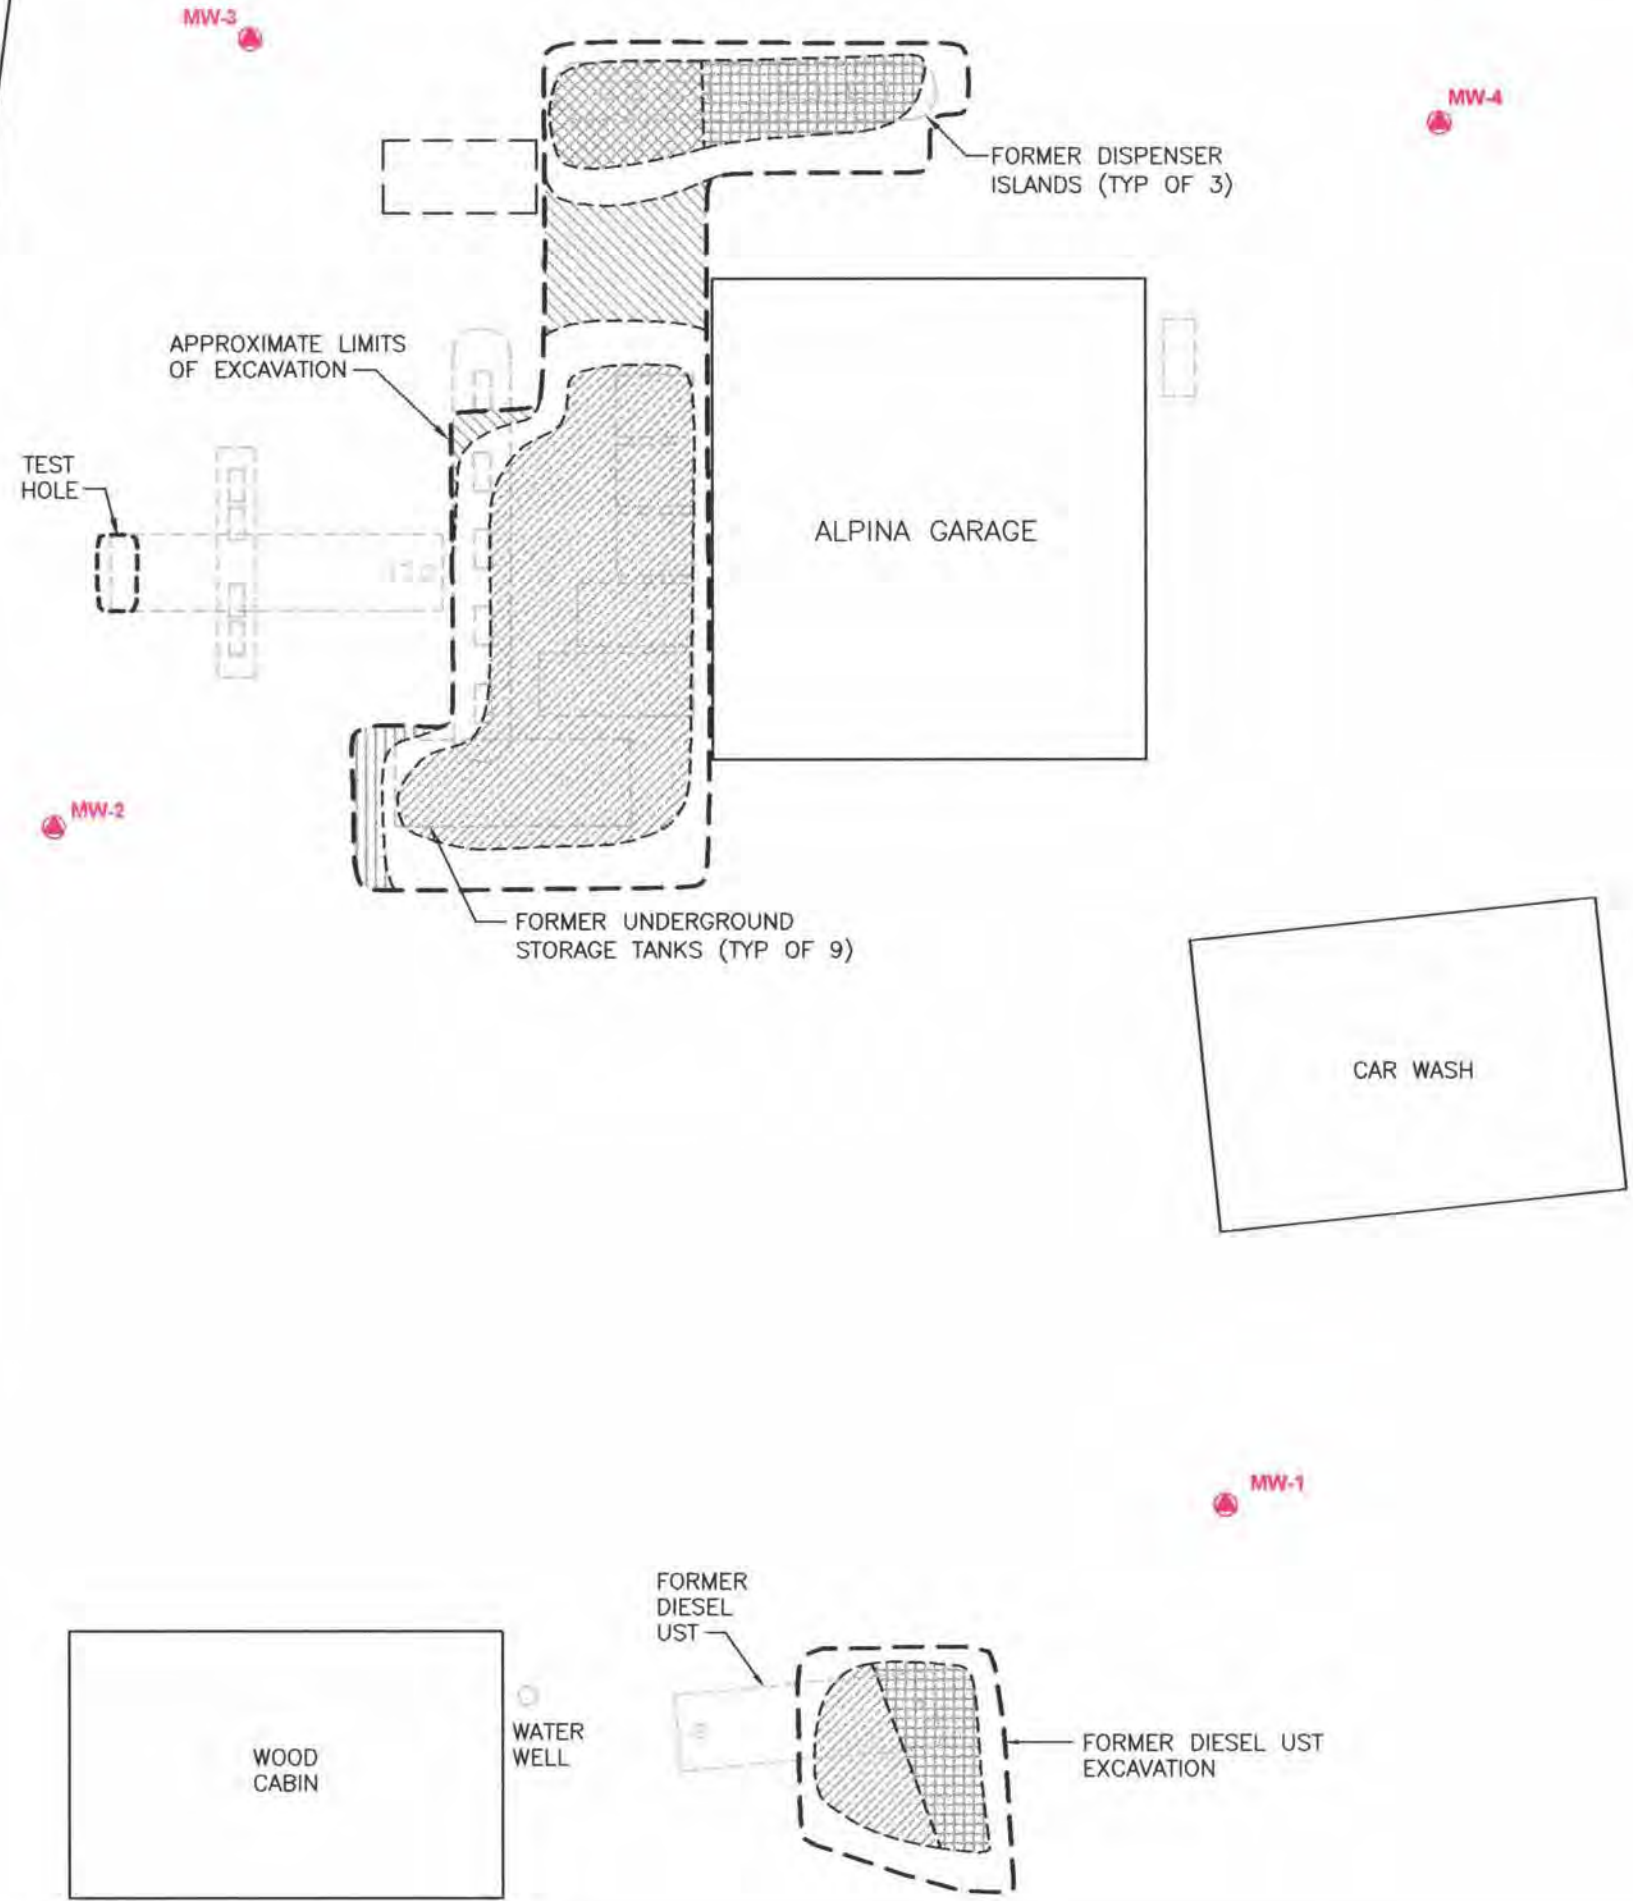 MW-3
MW-4
FORMER DISPENSER
ISLANDS (TYP OF 3)
APPROXIMATE LIMITS
OF EXCAVATION
TEST
HOLE
ALPINA GARAGE
MW-2
FORMER UNDERGROUND
STORAGE TANKS (TYP OF 9)
CAR WASH
MW-1
FORMER
DIESEL
UST
WATER
WELL
WOOD
CABIN
FORMER DIESEL UST
EXCAVATION